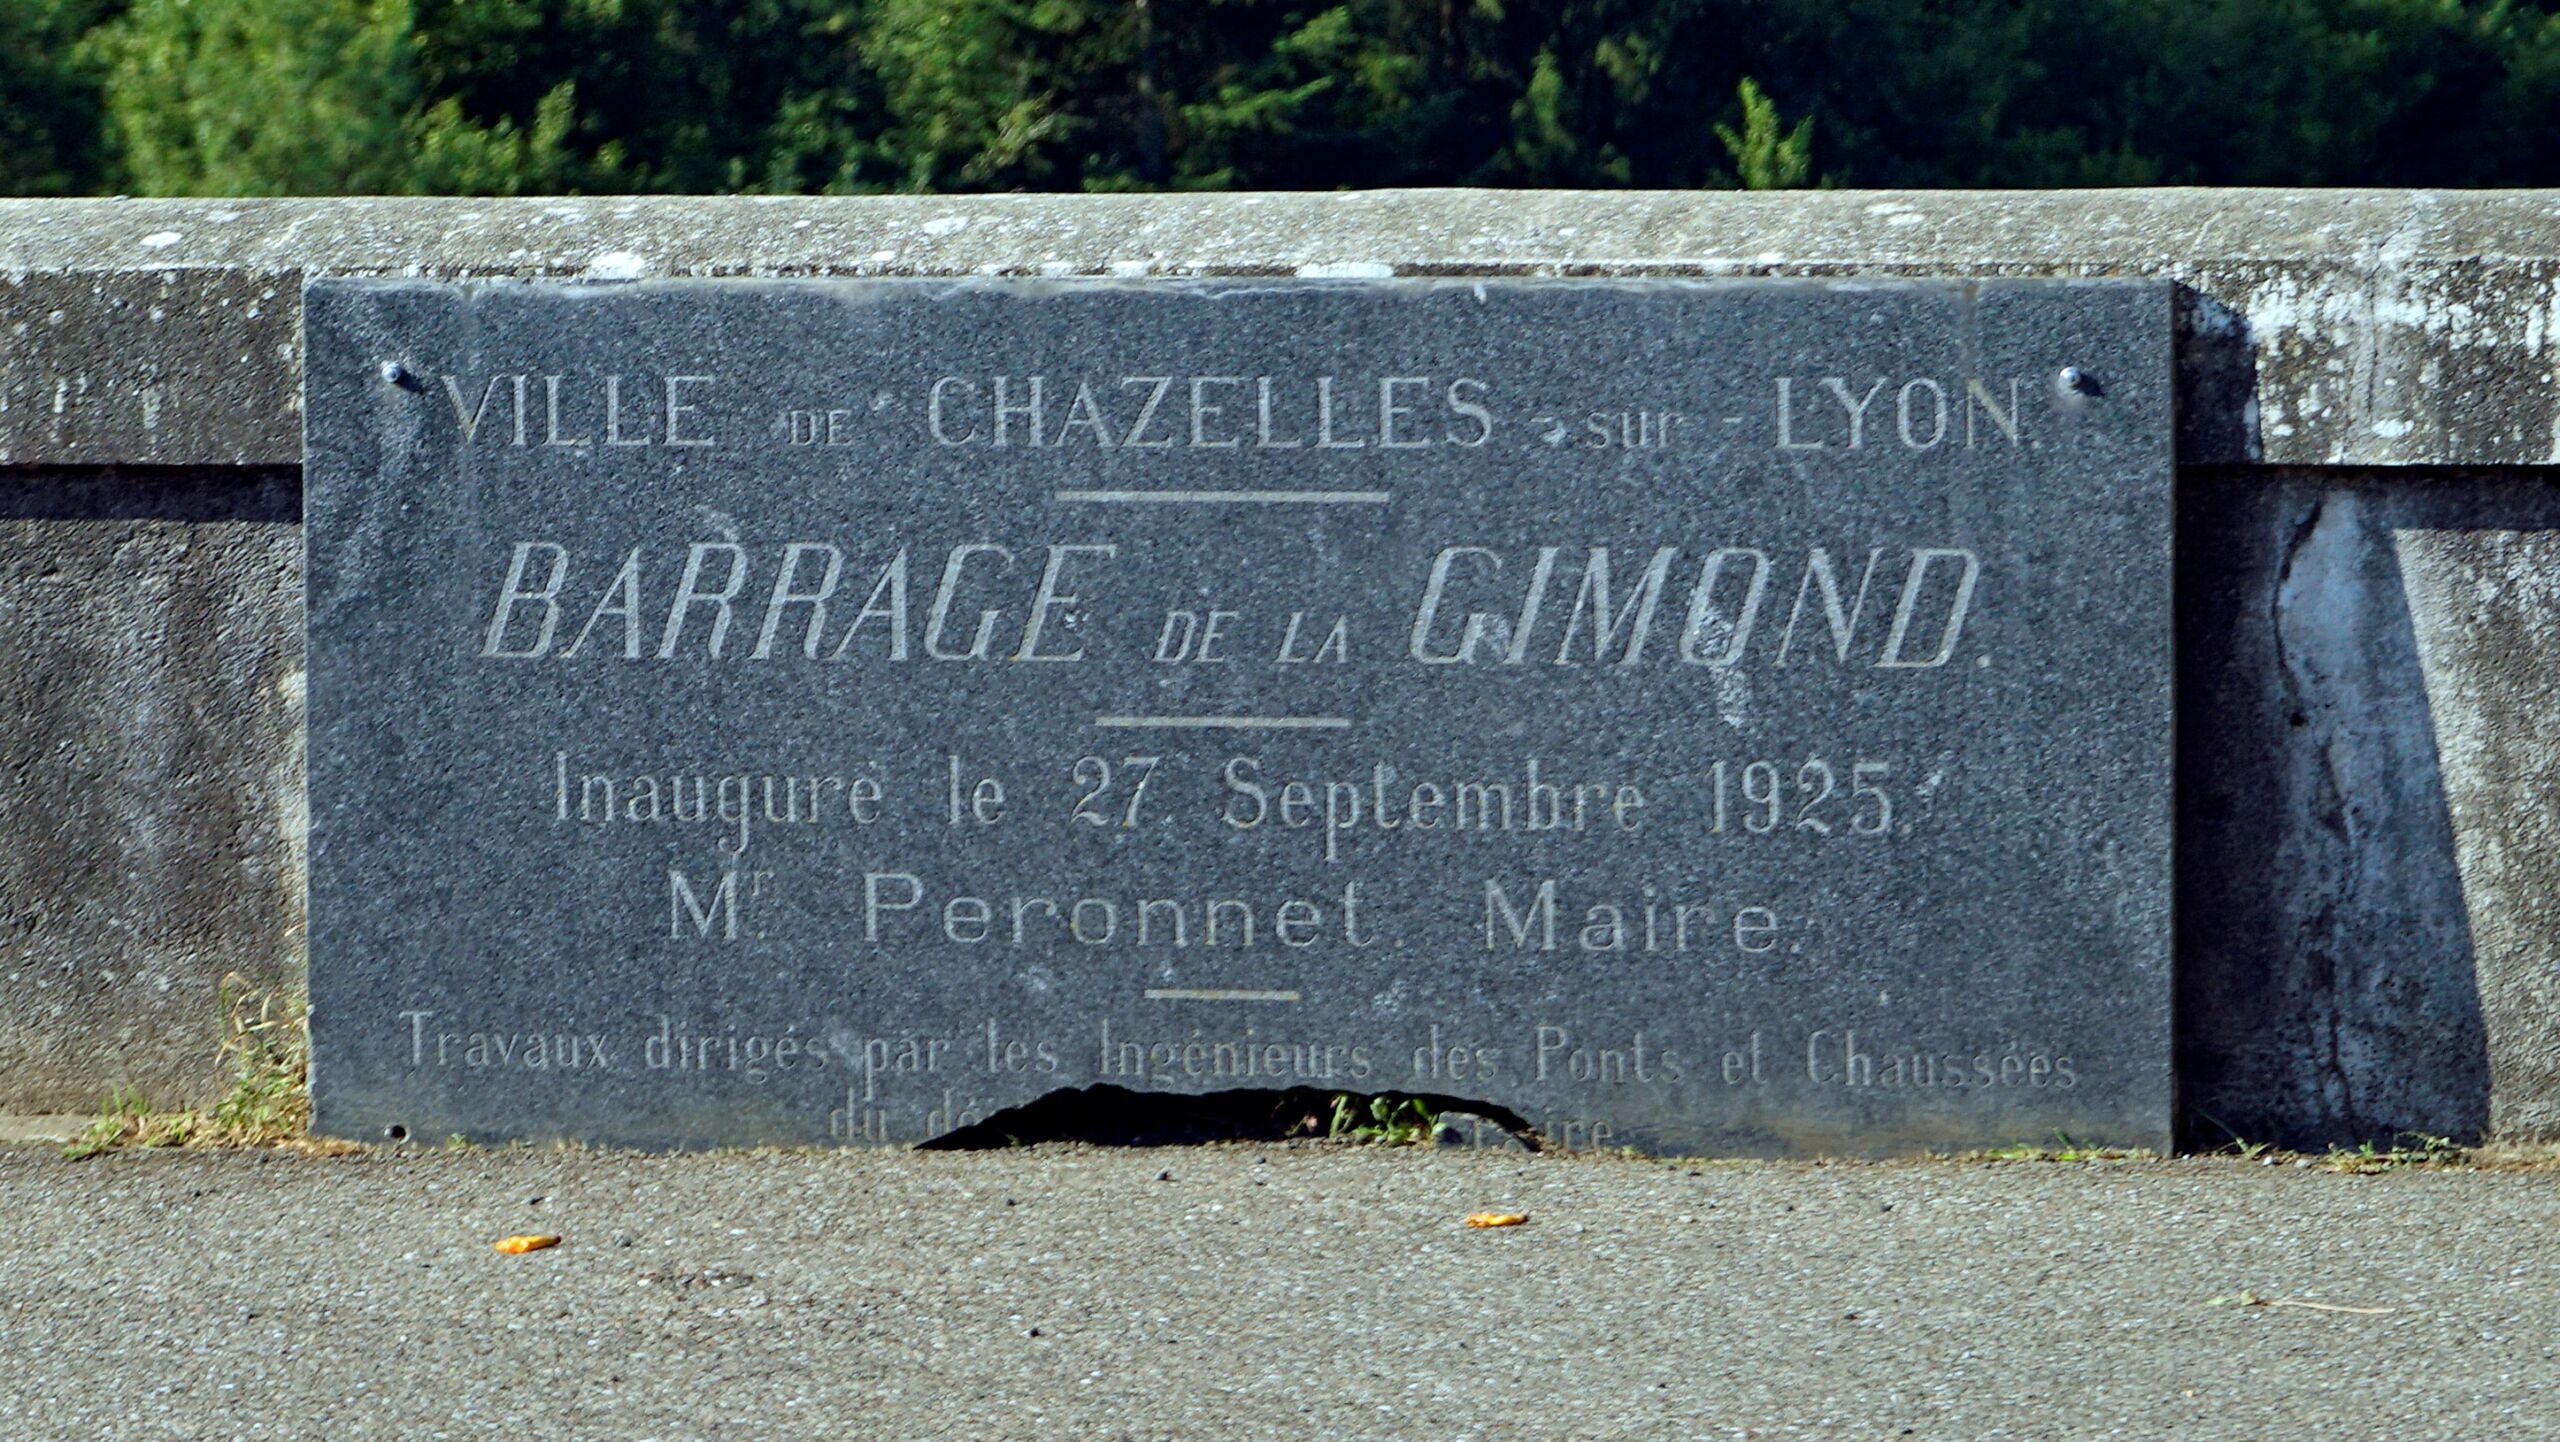 VILLE DE CHAZELLES - sur - LYON.
BARRAGE DE LA GIMOND.
Inauguré le 27 Septembre 1925.
Mr. Peronnet. Maire.
Travaux dirigés par les Ingénieurs des Ponts et Chaussées
du